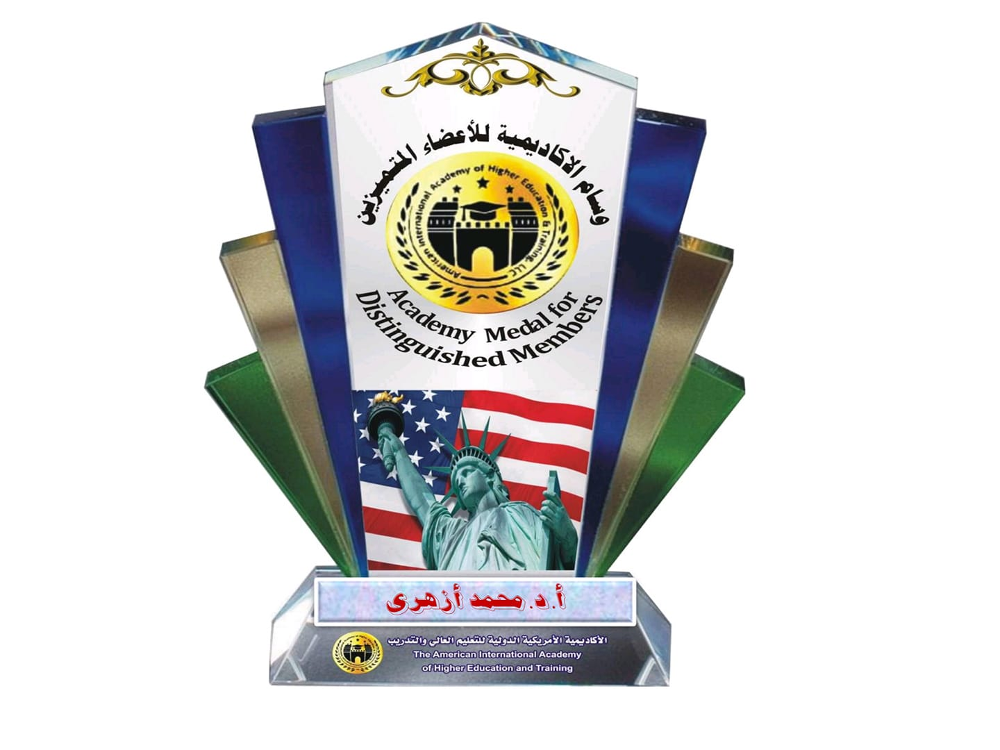 وسام الاكاديمية للأعضاء المتميزين
American International Academy of Higher Education & Training, LLC
Academy Medal for
Distinguished Members
أ.د. محمد أزهرى
الأكاديمية الأمريكية الدولية للتعليم العالي والتدريب
The American International Academy
of Higher Education and Training